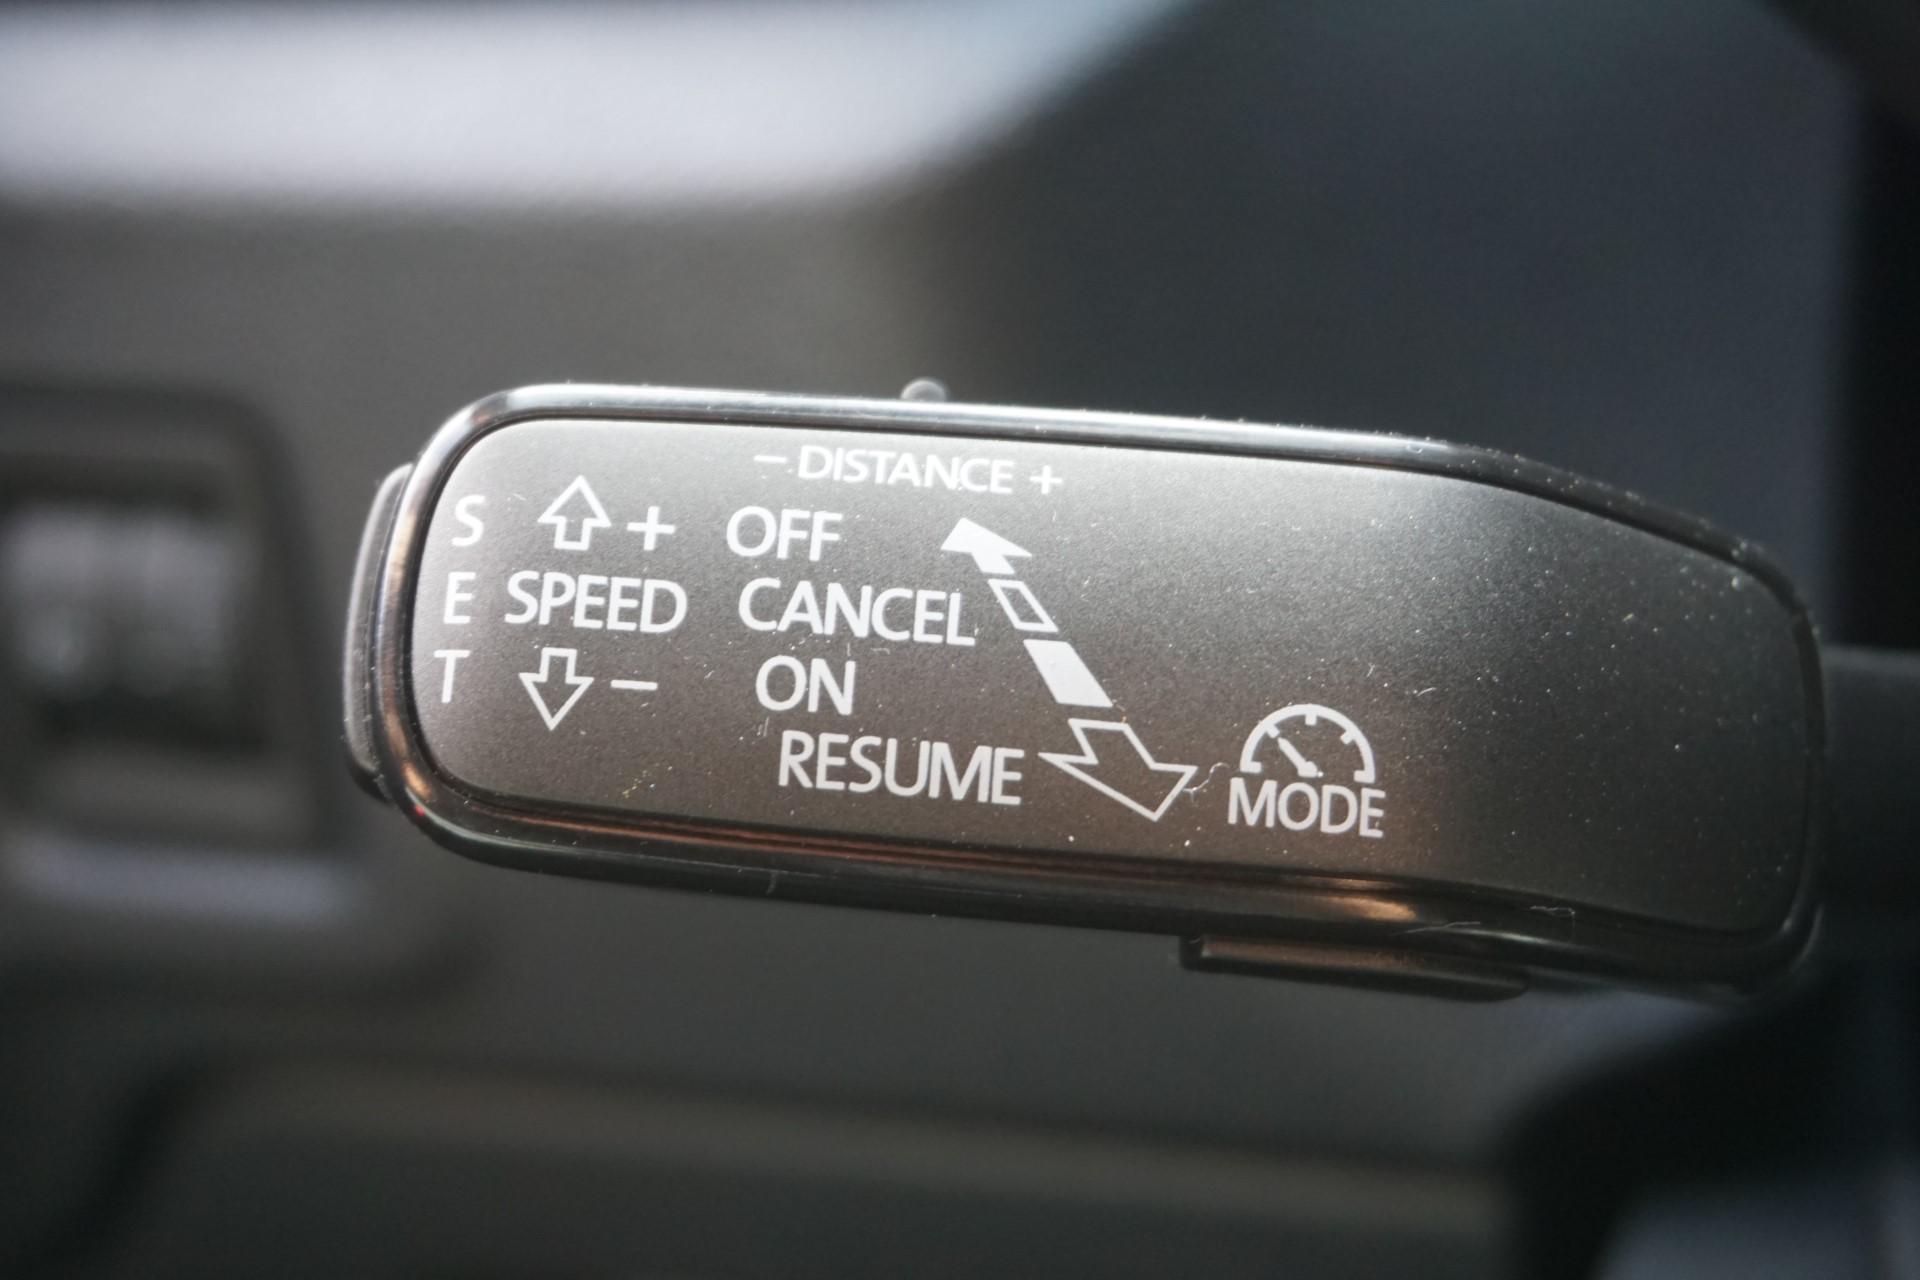 − DISTANCE +
S + OFF
E SPEED CANCEL
T − ON
RESUME
MODE